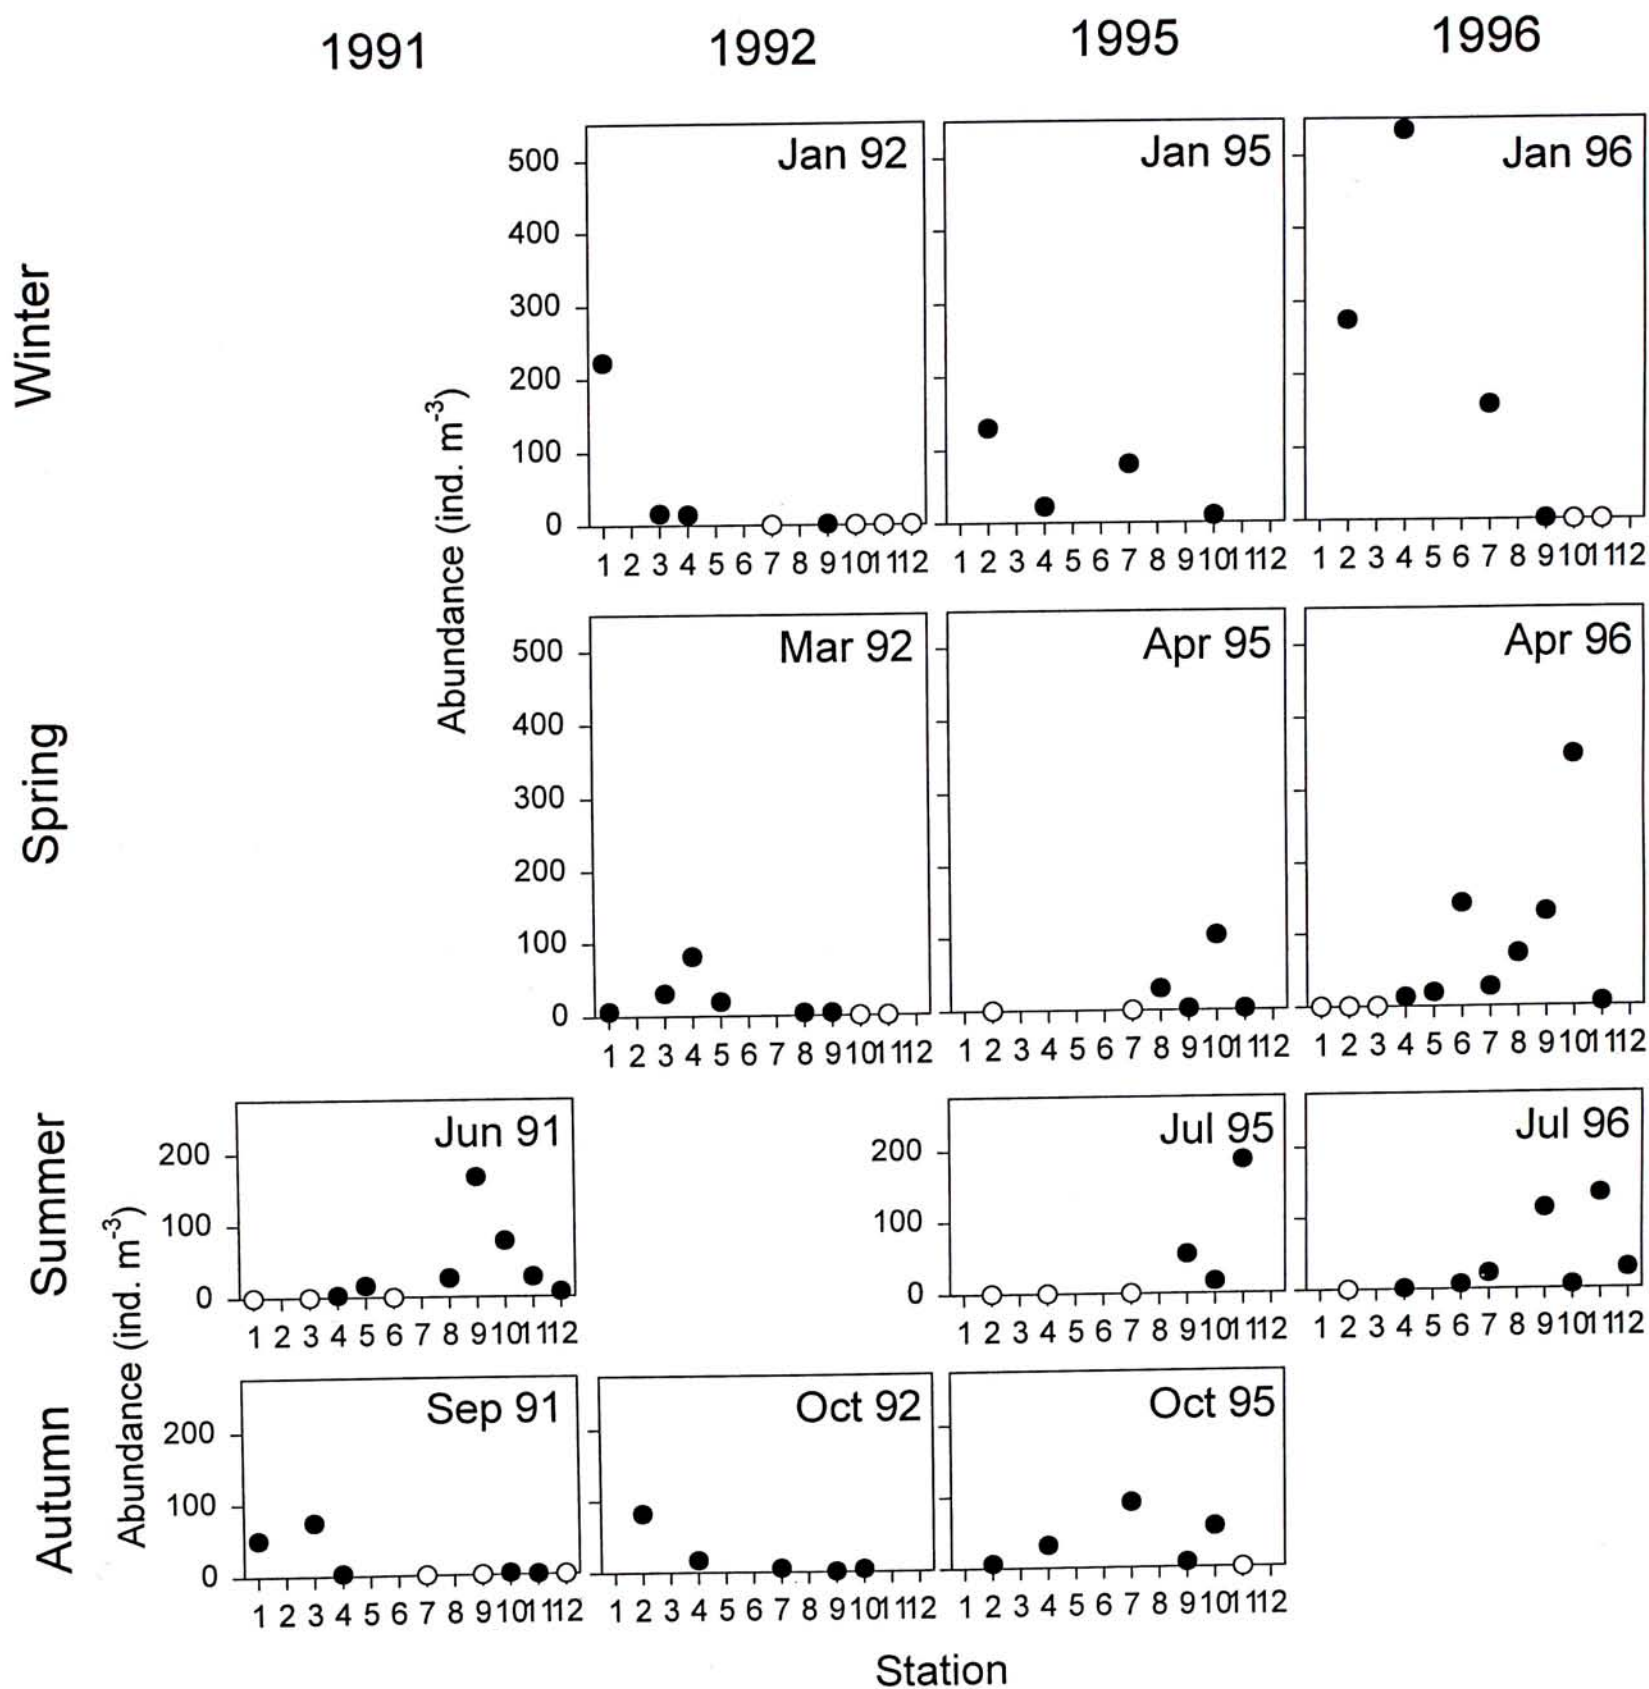 1991 1992 1995 1996
Winter
Abundance (ind. m-3)
Jan 92 Jan 95 Jan 96
500
400
300
200
100
0
1 2 3 4 5 6 7 8 9 10 11 12 1 2 3 4 5 6 7 8 9 10 11 12 1 2 3 4 5 6 7 8 9 10 11 12
Spring
Mar 92 Apr 95 Apr 96
500
400
300
200
100
0
1 2 3 4 5 6 7 8 9 10 11 12 1 2 3 4 5 6 7 8 9 10 11 12 1 2 3 4 5 6 7 8 9 10 11 12
Summer
Abundance (ind. m-3)
Jun 91 Jul 95 Jul 96
200 200
100 100
0 0
1 2 3 4 5 6 7 8 9 10 11 12 1 2 3 4 5 6 7 8 9 10 11 12 1 2 3 4 5 6 7 8 9 10 11 12
Autumn
Sep 91 Oct 92 Oct 95
200
100
0
1 2 3 4 5 6 7 8 9 10 11 12 1 2 3 4 5 6 7 8 9 10 11 12 1 2 3 4 5 6 7 8 9 10 11 12
Station